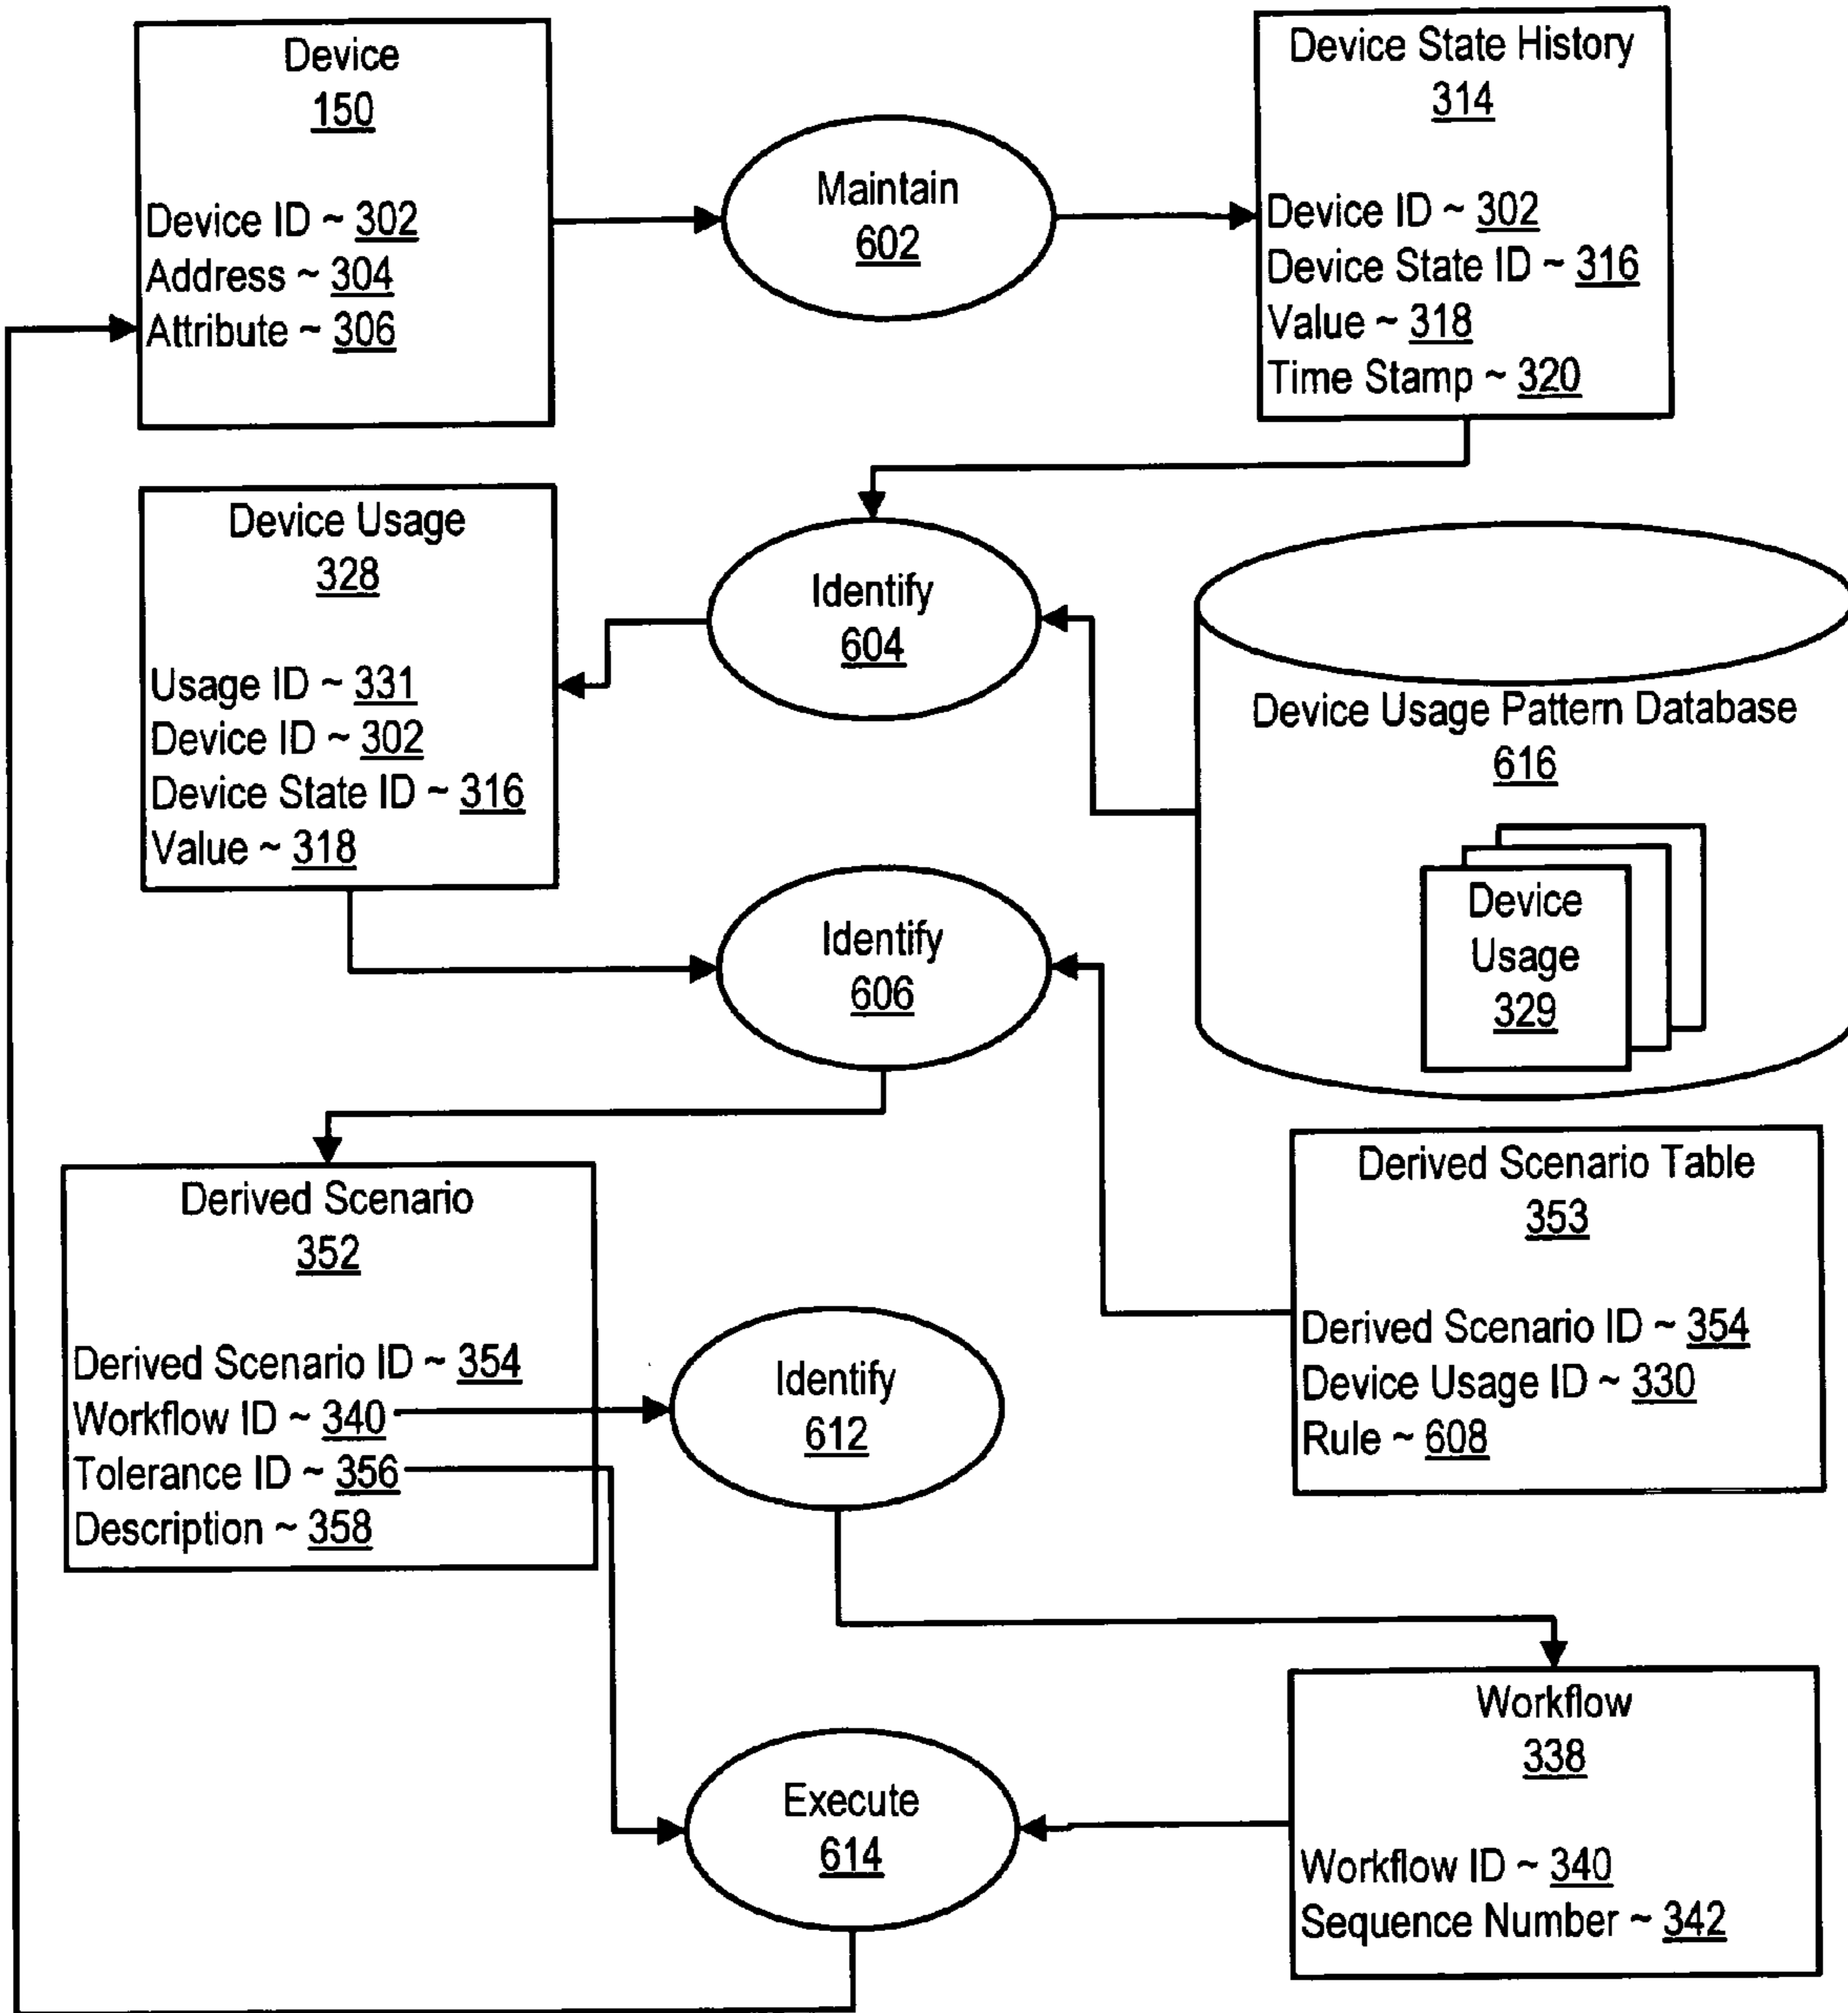 Device
150
Device ID ~ 302
Address ~ 304
Attribute ~ 306
Maintain
602
Device State History
314
Device ID ~ 302
Device State ID ~ 316
Value ~ 318
Time Stamp ~ 320
Device Usage
328
Usage ID ~ 331
Device ID ~ 302
Device State ID ~ 316
Value ~ 318
Identify
604
Device Usage Pattern Database
616
Device
Usage
329
Identify
606
Derived Scenario
352
Derived Scenario ID ~ 354
Workflow ID ~ 340
Tolerance ID ~ 356
Description ~ 358
Identify
612
Derived Scenario Table
353
Derived Scenario ID ~ 354
Device Usage ID ~ 330
Rule ~ 608
Execute
614
Workflow
338
Workflow ID ~ 340
Sequence Number ~ 342